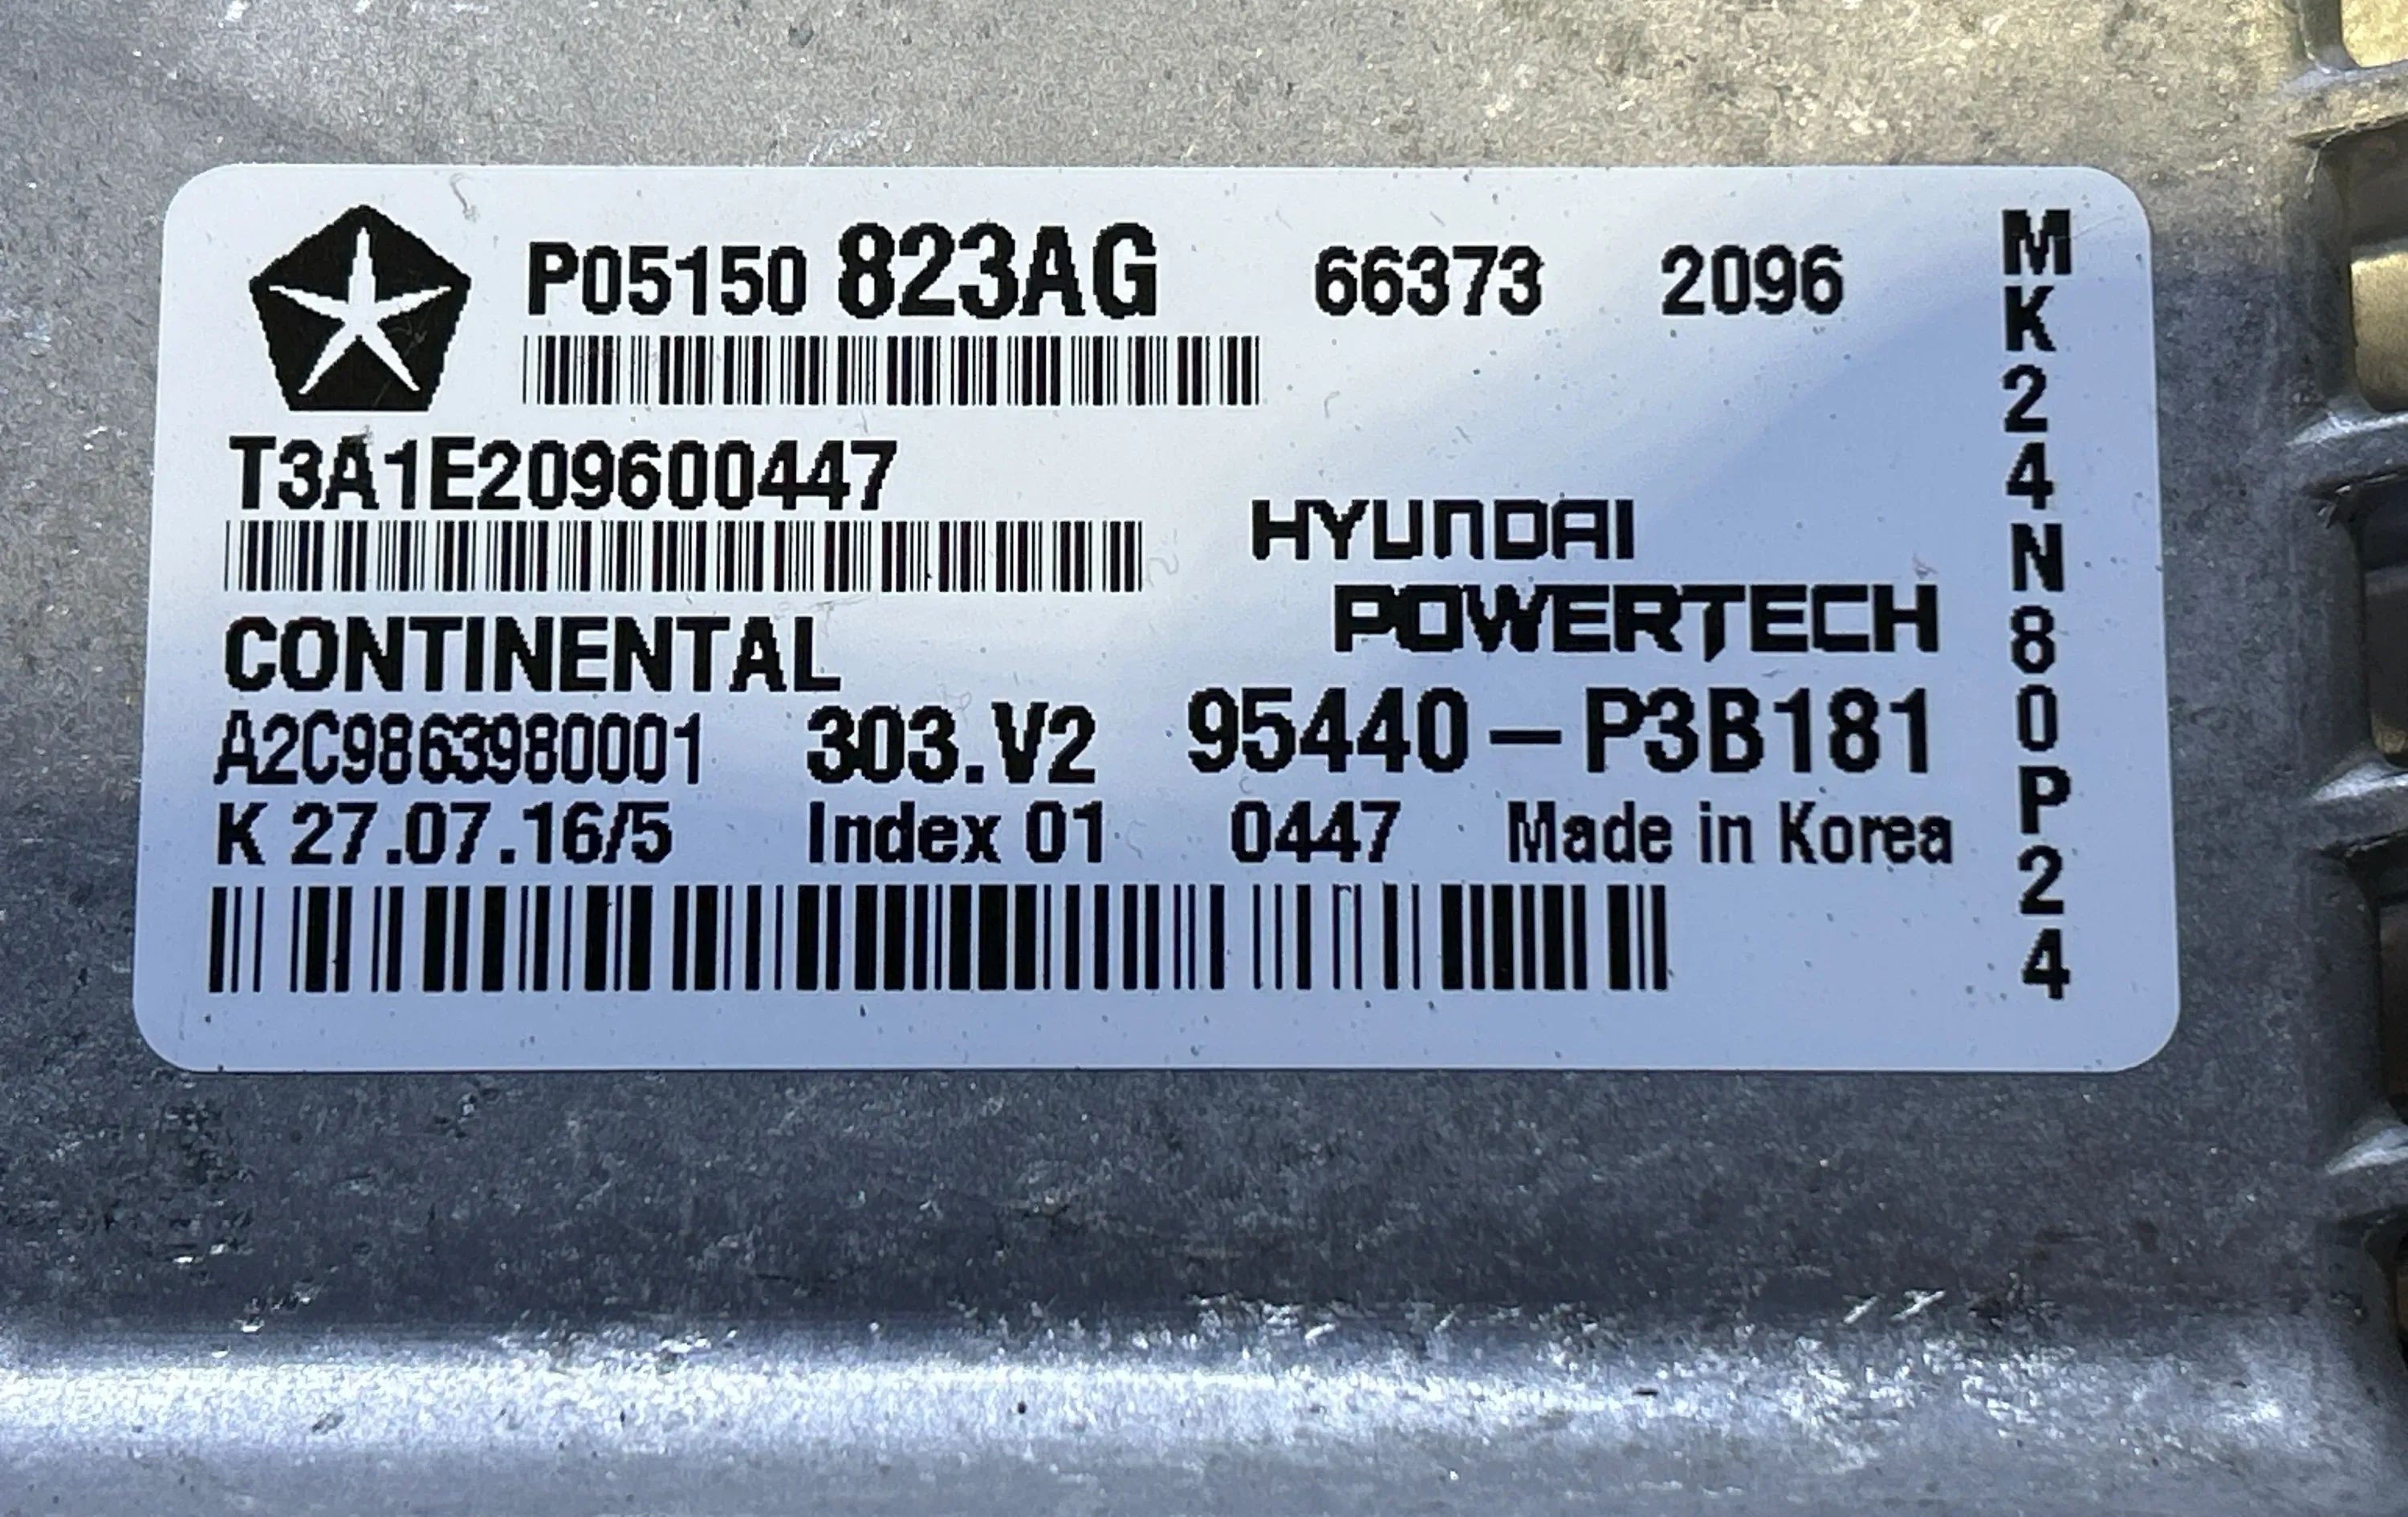 P05150 823AG 66373 2096
T3A1E209600447
HYUNDAI
POWERTECH
CONTINENTAL
A2C9863980001 303.V2 95440-P3B181
K 27.07.16/5 Index 01 0447 Made in Korea
MK24N80P24